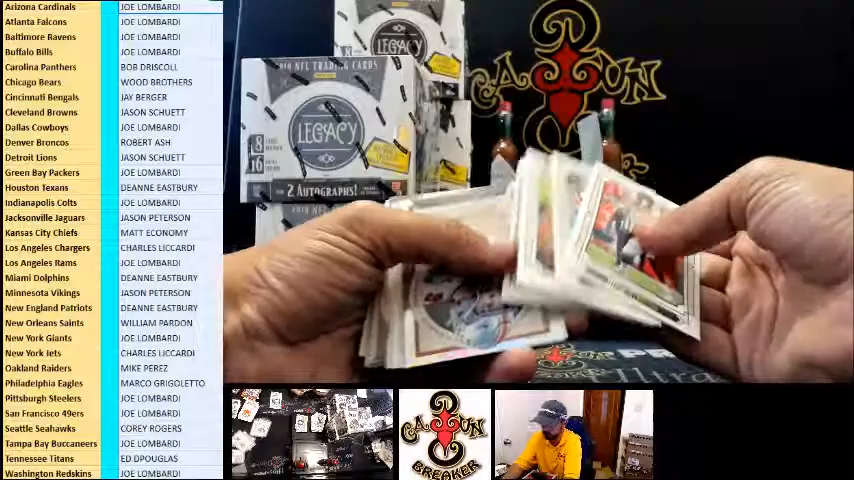 Arizona Cardinals JOE LOMBARDI
Atlanta Falcons JOE LOMBARDI
Baltimore Ravens JOE LOMBARDI
Buffalo Bills JOE LOMBARDI
Carolina Panthers BOB DRISCOLL
Chicago Bears WOOD BROTHERS
Cincinnati Bengals JAY BERGER
Cleveland Browns JASON SCHUETT
Dallas Cowboys JOE LOMBARDI
Denver Broncos ROBERT ASH
Detroit Lions JASON SCHUETT
Green Bay Packers JOE LOMBARDI
Houston Texans DEANNE EASTBURY
Indianapolis Colts JOE LOMBARDI
Jacksonville Jaguars JASON PETERSON
Kansas City Chiefs MATT ECONOMY
Los Angeles Chargers CHARLES LICCARDI
Los Angeles Rams JOE LOMBARDI
Miami Dolphins DEANNE EASTBURY
Minnesota Vikings JASON PETERSON
New England Patriots DEANNE EASTBURY
New Orleans Saints WILLIAM PARDON
New York Giants JOE LOMBARDI
New York Jets CHARLES LICCARDI
Oakland Raiders MIKE PEREZ
Philadelphia Eagles MARCO GRIGOLETTO
Pittsburgh Steelers JOE LOMBARDI
San Francisco 49ers JOE LOMBARDI
Seattle Seahawks COREY ROGERS
Tampa Bay Buccaneers JOE LOMBARDI
Tennessee Titans ED DPOUGLAS
Washington Redskins JOE LOMBARDI
LEGACY
NFL TRADING CARDS
LEGACY
8
16
2 AUTOGRAPHS!
CAJUN
CAJUN
BREAKER